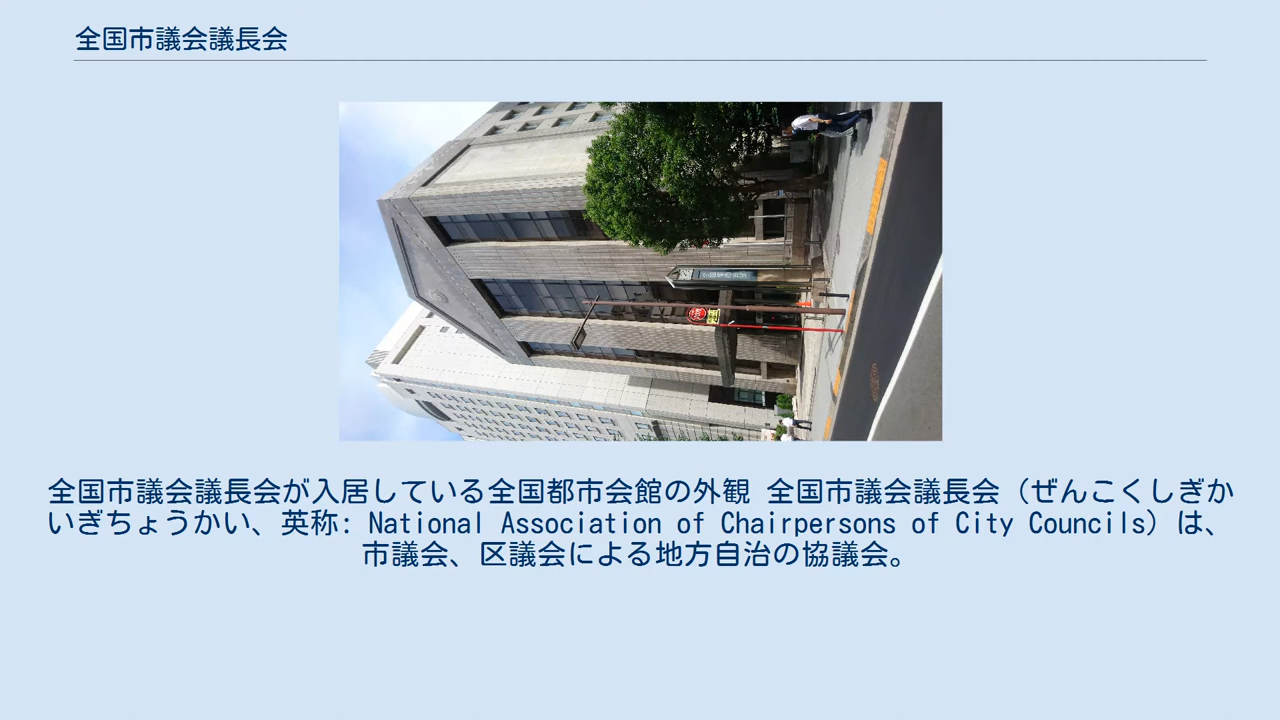 全国市議会議長会
全国市議会議長会が入居している全国都市会館の外観 全国市議会議長会（ぜんこくしぎか
いぎちょうかい、英称: National Association of Chairpersons of City Councils）は、
市議会、区議会による地方自治の協議会。